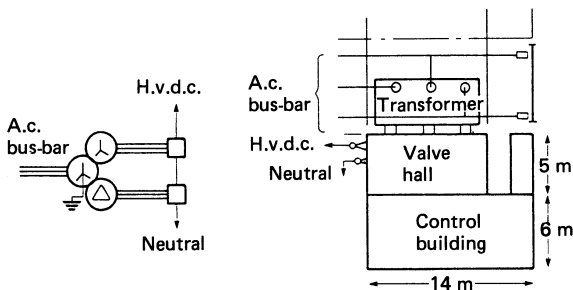 H.v.d.c.
A.c.
bus-bar
Neutral
A.c.
bus-bar
Transformer
H.v.d.c.
Neutral
Valve
hall
5 m
Control
building
6 m
14 m